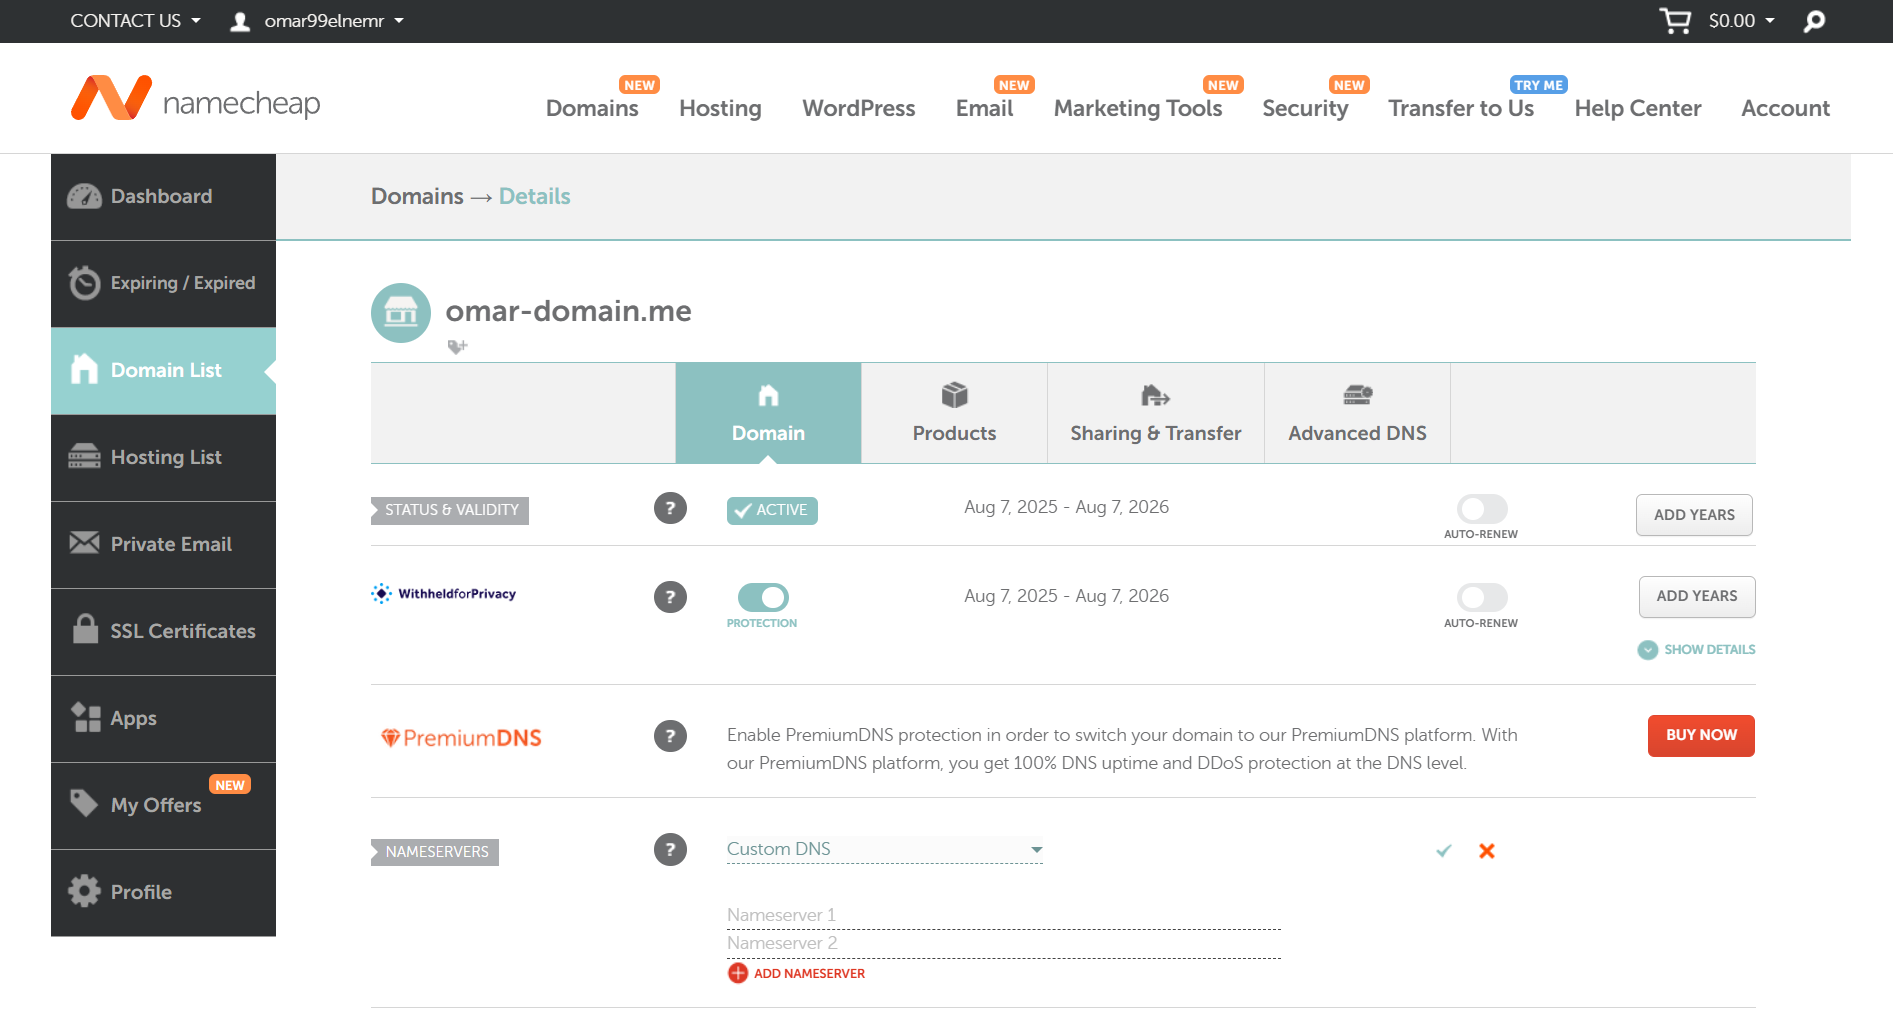 CONTACT US
omar99elnemr
$0.00
namecheap
NEW
NEW
NEW
NEW
TRY ME
Domains
Hosting
WordPress
Email
Marketing Tools
Security
Transfer to Us
Help Center
Account
Dashboard
Expiring / Expired
Domain List
Hosting List
Private Email
SSL Certificates
Apps
NEW
My Offers
Profile
Domains → Details
omar-domain.me
Domain
Products
Sharing & Transfer
Advanced DNS
STATUS & VALIDITY
?
ACTIVE
Aug 7, 2025 - Aug 7, 2026
AUTO-RENEW
ADD YEARS
WithheldforPrivacy
?
PROTECTION
Aug 7, 2025 - Aug 7, 2026
AUTO-RENEW
ADD YEARS
SHOW DETAILS
PremiumDNS
?
Enable PremiumDNS protection in order to switch your domain to our PremiumDNS platform. With
our PremiumDNS platform, you get 100% DNS uptime and DDoS protection at the DNS level.
BUY NOW
NAMESERVERS
?
Custom DNS
Nameserver 1
Nameserver 2
ADD NAMESERVER